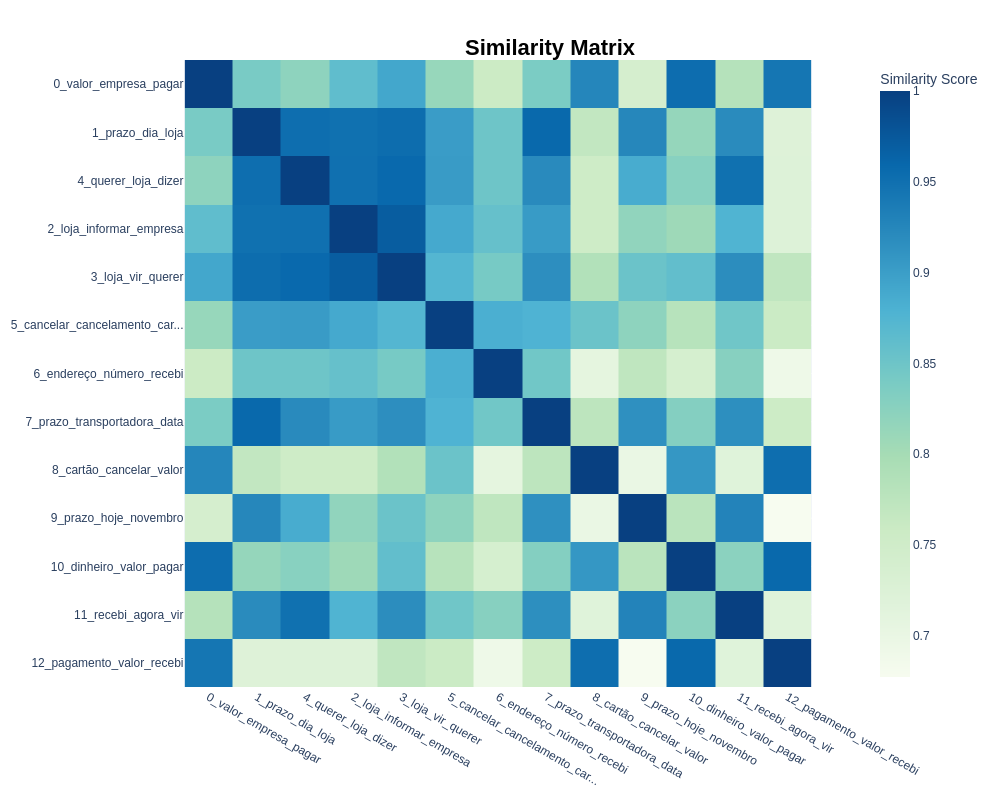 Similarity Matrix
0_valor_empresa_pagar
1_prazo_dia_loja
4_querer_loja_dizer
2_loja_informar_empresa
3_loja_vir_querer
5_cancelar_cancelamento_car...
6_endereço_número_recebi
7_prazo_transportadora_data
8_cartão_cancelar_valor
9_prazo_hoje_novembro
10_dinheiro_valor_pagar
11_recebi_agora_vir
12_pagamento_valor_recebi
0_valor_empresa_pagar
1_prazo_dia_loja
4_querer_loja_dizer
2_loja_informar_empresa
3_loja_vir_querer
5_cancelar_cancelamento_car...
6_endereço_número_recebi
7_prazo_transportadora_data
8_cartão_cancelar_valor
9_prazo_hoje_novembro
10_dinheiro_valor_pagar
11_recebi_agora_vir
12_pagamento_valor_recebi
Similarity Score
1
0.95
0.9
0.85
0.8
0.75
0.7